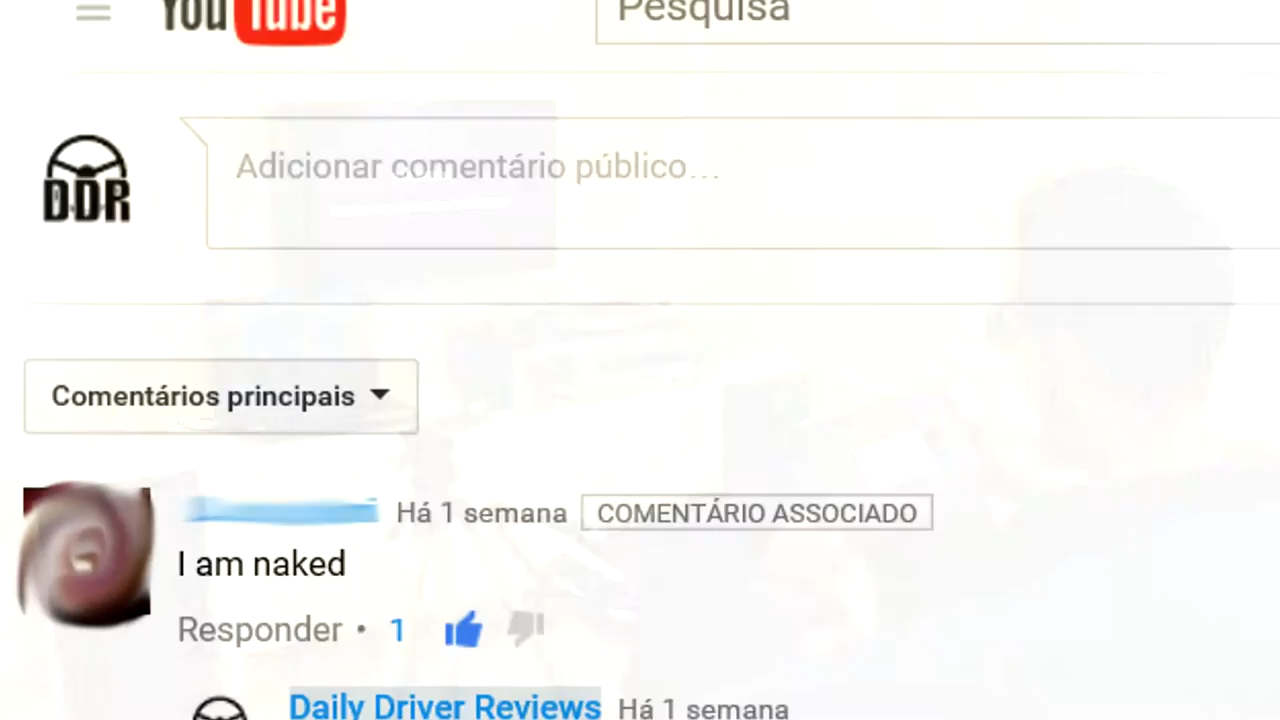 YouTube
Pesquisa
DDR
Adicionar comentário público...
Comentários principais
Há 1 semana COMENTÁRIO ASSOCIADO
I am naked
Responder • 1
Daily Driver Reviews Há 1 semana